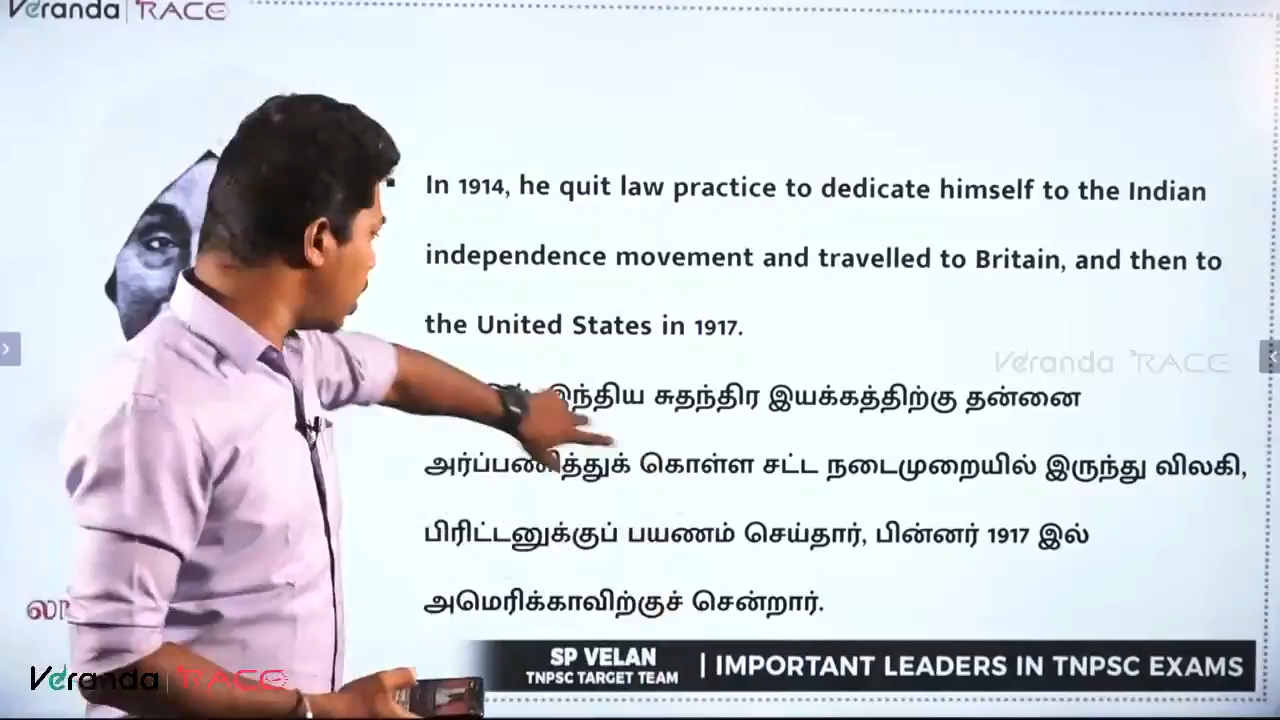 Veranda RACE
In 1914, he quit law practice to dedicate himself to the Indian
independence movement and travelled to Britain, and then to
the United States in 1917.
Veranda RACE
இந்திய சுதந்திர இயக்கத்திற்கு தன்னை
அர்ப்பணித்துக் கொள்ள சட்ட நடைமுறையில் இருந்து விலகி,
பிரிட்டனுக்குப் பயணம் செய்தார், பின்னர் 1917 இல்
அமெரிக்காவிற்குச் சென்றார்.
SP VELAN
TNPSC TARGET TEAM
IMPORTANT LEADERS IN TNPSC EXAMS
Veranda RACE